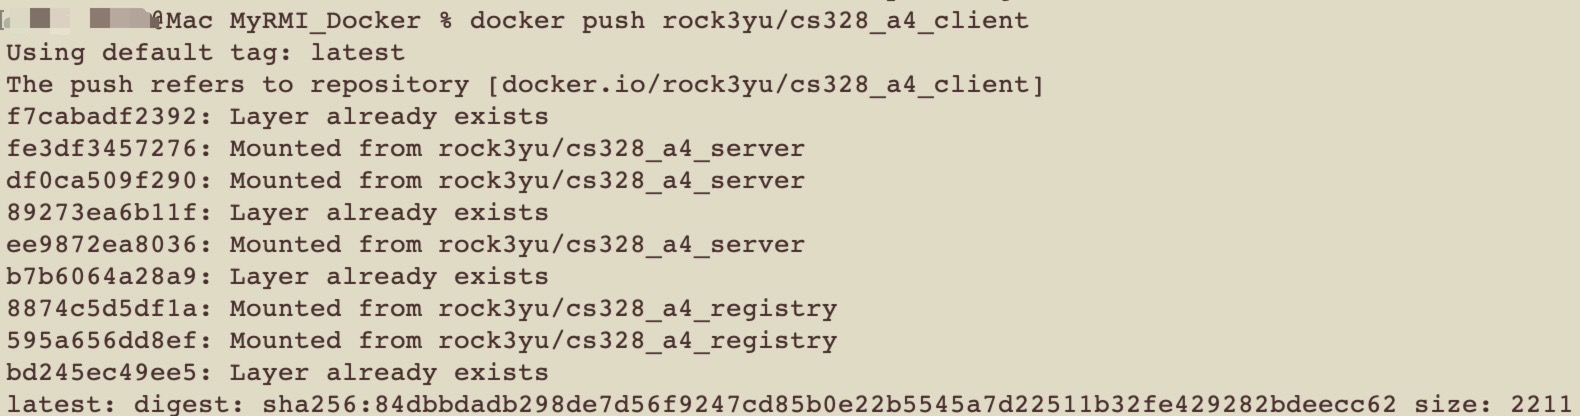 @Mac MyRMI_Docker % docker push rock3yu/cs328_a4_client
Using default tag: latest
The push refers to repository [docker.io/rock3yu/cs328_a4_client]
f7cabadf2392: Layer already exists
fe3df3457276: Mounted from rock3yu/cs328_a4_server
df0ca509f290: Mounted from rock3yu/cs328_a4_server
89273ea6b11f: Layer already exists
ee9872ea8036: Mounted from rock3yu/cs328_a4_server
b7b6064a28a9: Layer already exists
8874c5d5df1a: Mounted from rock3yu/cs328_a4_registry
595a656dd8ef: Mounted from rock3yu/cs328_a4_registry
bd245ec49ee5: Layer already exists
latest: digest: sha256:84dbbdadb298de7d56f9247cd85b0e22b5545a7d22511b32fe429282bdeecc62 size: 2211